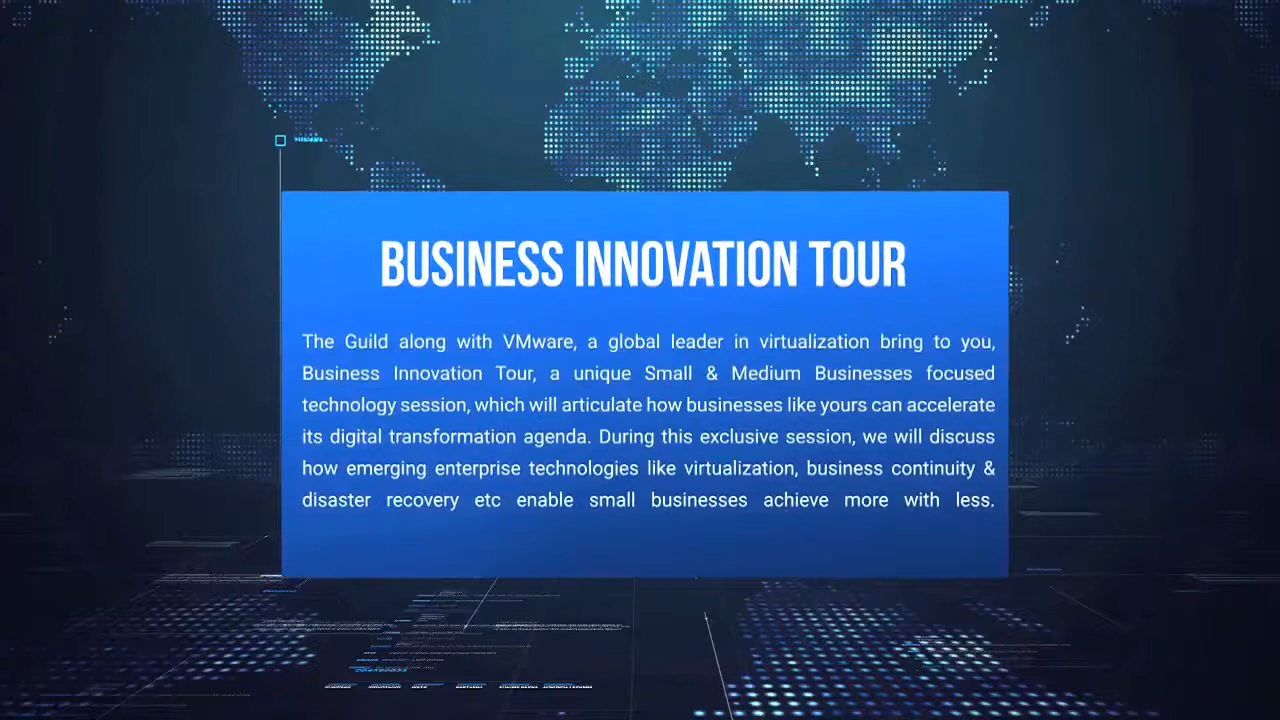 BUSINESS INNOVATION TOUR
The Guild along with VMware, a global leader in virtualization bring to you,
Business Innovation Tour, a unique Small & Medium Businesses focused
technology session, which will articulate how businesses like yours can accelerate
its digital transformation agenda. During this exclusive session, we will discuss
how emerging enterprise technologies like virtualization, business continuity &
disaster recovery etc enable small businesses achieve more with less.